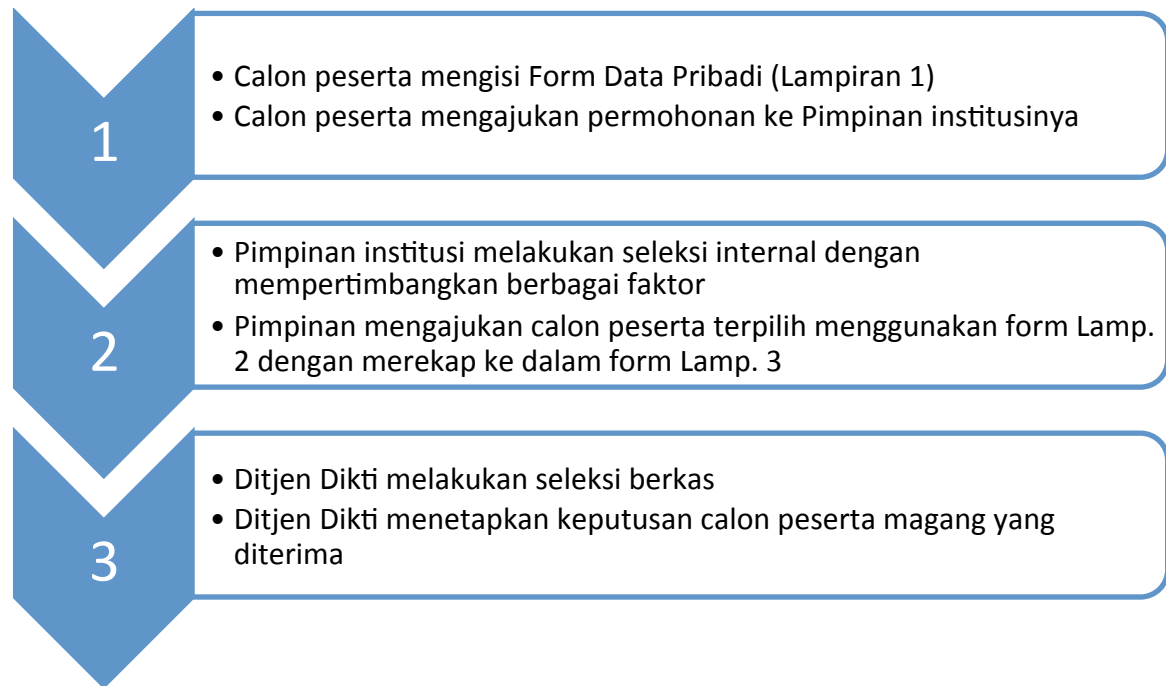 1
• Calon peserta mengisi Form Data Pribadi (Lampiran 1)
• Calon peserta mengajukan permohonan ke Pimpinan institusinya
2
• Pimpinan institusi melakukan seleksi internal dengan
mempertimbangkan berbagai faktor
• Pimpinan mengajukan calon peserta terpilih menggunakan form Lamp.
2 dengan merekap ke dalam form Lamp. 3
3
• Ditjen Dikti melakukan seleksi berkas
• Ditjen Dikti menetapkan keputusan calon peserta magang yang
diterima